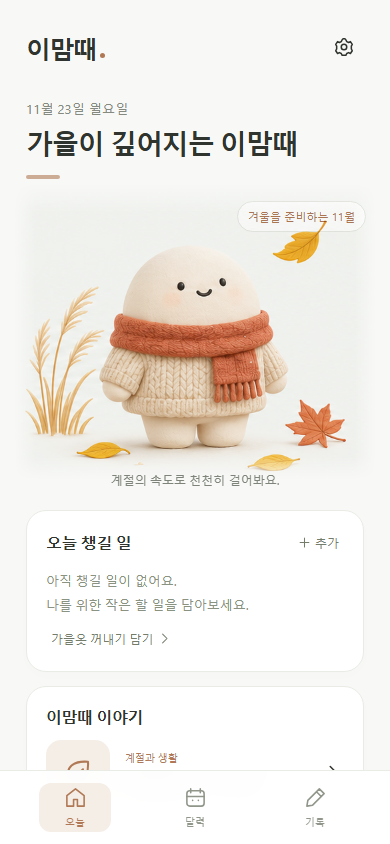 이맘때.
11월 23일 월요일
가을이 깊어지는 이맘때
겨울을 준비하는 11월
계절의 속도로 천천히 걸어봐요.
오늘 챙길 일
+ 추가
아직 챙길 일이 없어요.
나를 위한 작은 할 일을 담아보세요.
가을옷 꺼내기 담기 >
이맘때 이야기
계절과 생활
오늘
달력
기록